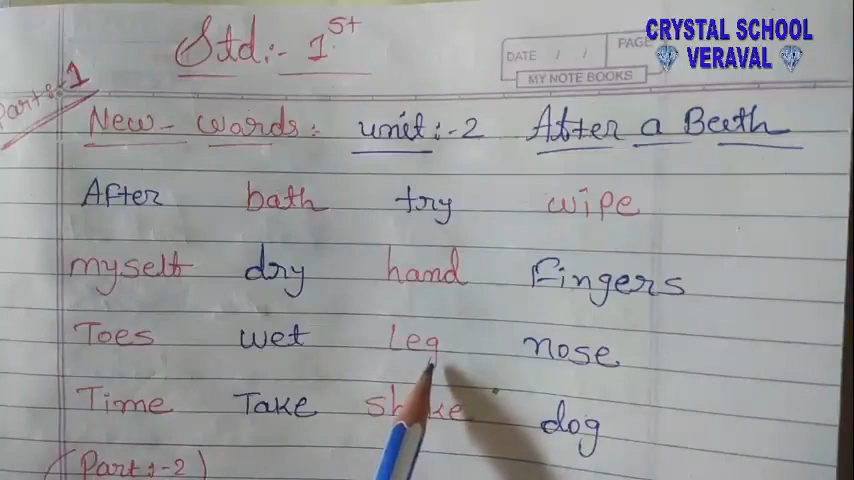 Std:- 1st
CRYSTAL SCHOOL
VERAVAL
DATE / / PAGE
MY NOTE BOOKS
Part:-1
New- words: unit:-2 After a Beeth
After bath try wipe
myself dry hand Fingers
Toes wet Leg nose
Time Take dog
(Part:-2)